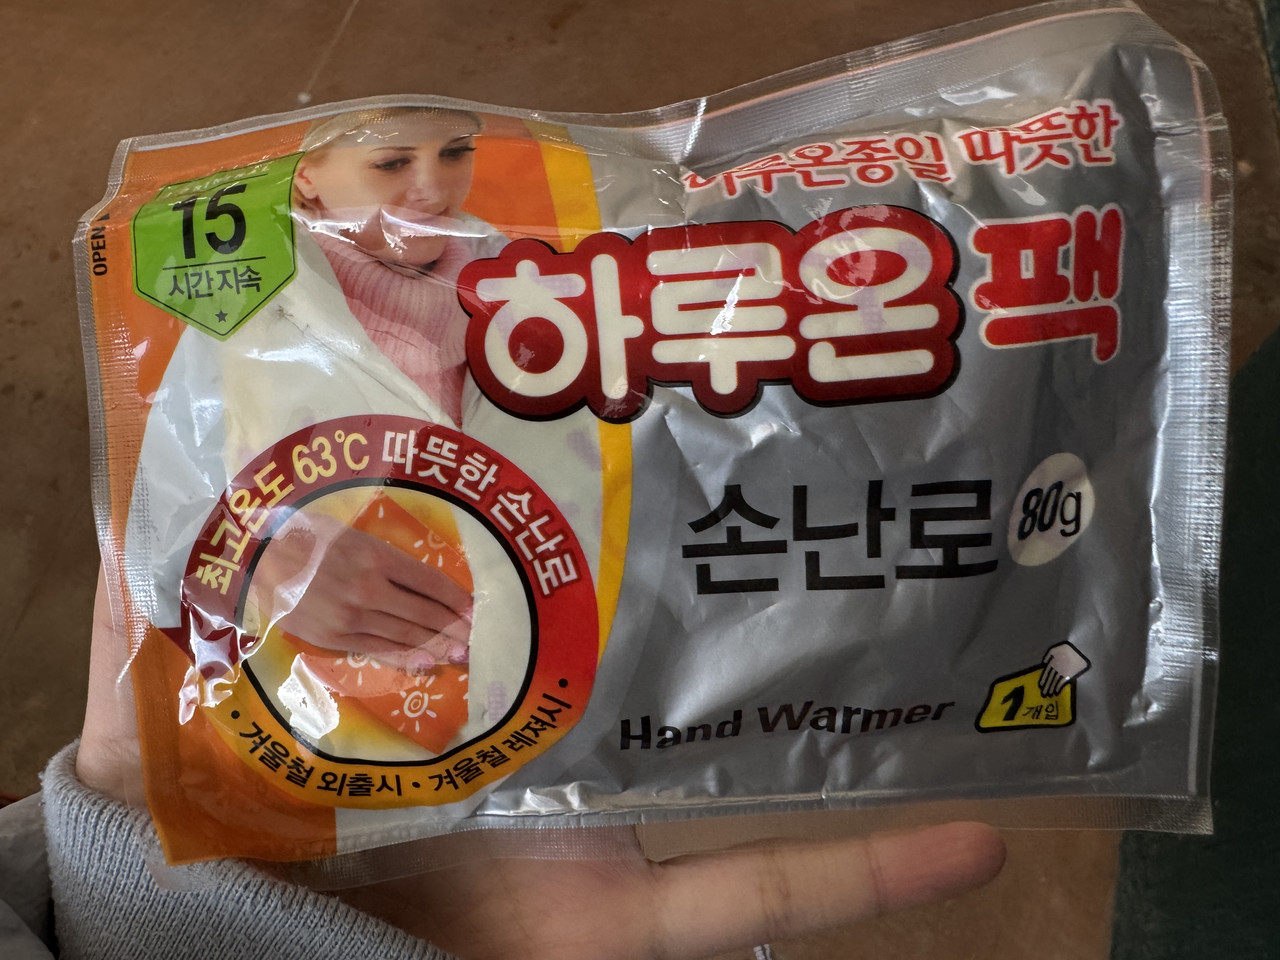 OPEN
15
시간 지속
하루온종일 따뜻한
하루온 팩
최고온도 63℃ 따뜻한 손난로
손난로 80g
• 겨울철 외출시 • 겨울철 레져시 •
Hand Warmer
1개입